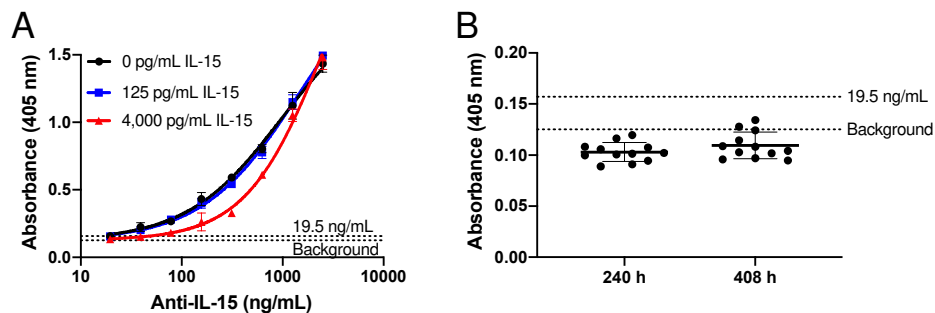 A
Absorbance (405 nm)
1.5
1.0
0.5
0.0
0 pg/mL IL-15
125 pg/mL IL-15
4,000 pg/mL IL-15
19.5 ng/mL
Background
10
100
1000
10000
Anti-IL-15 (ng/mL)
B
Absorbance (405 nm)
0.20
0.15
0.10
0.05
0.00
19.5 ng/mL
Background
240 h
408 h